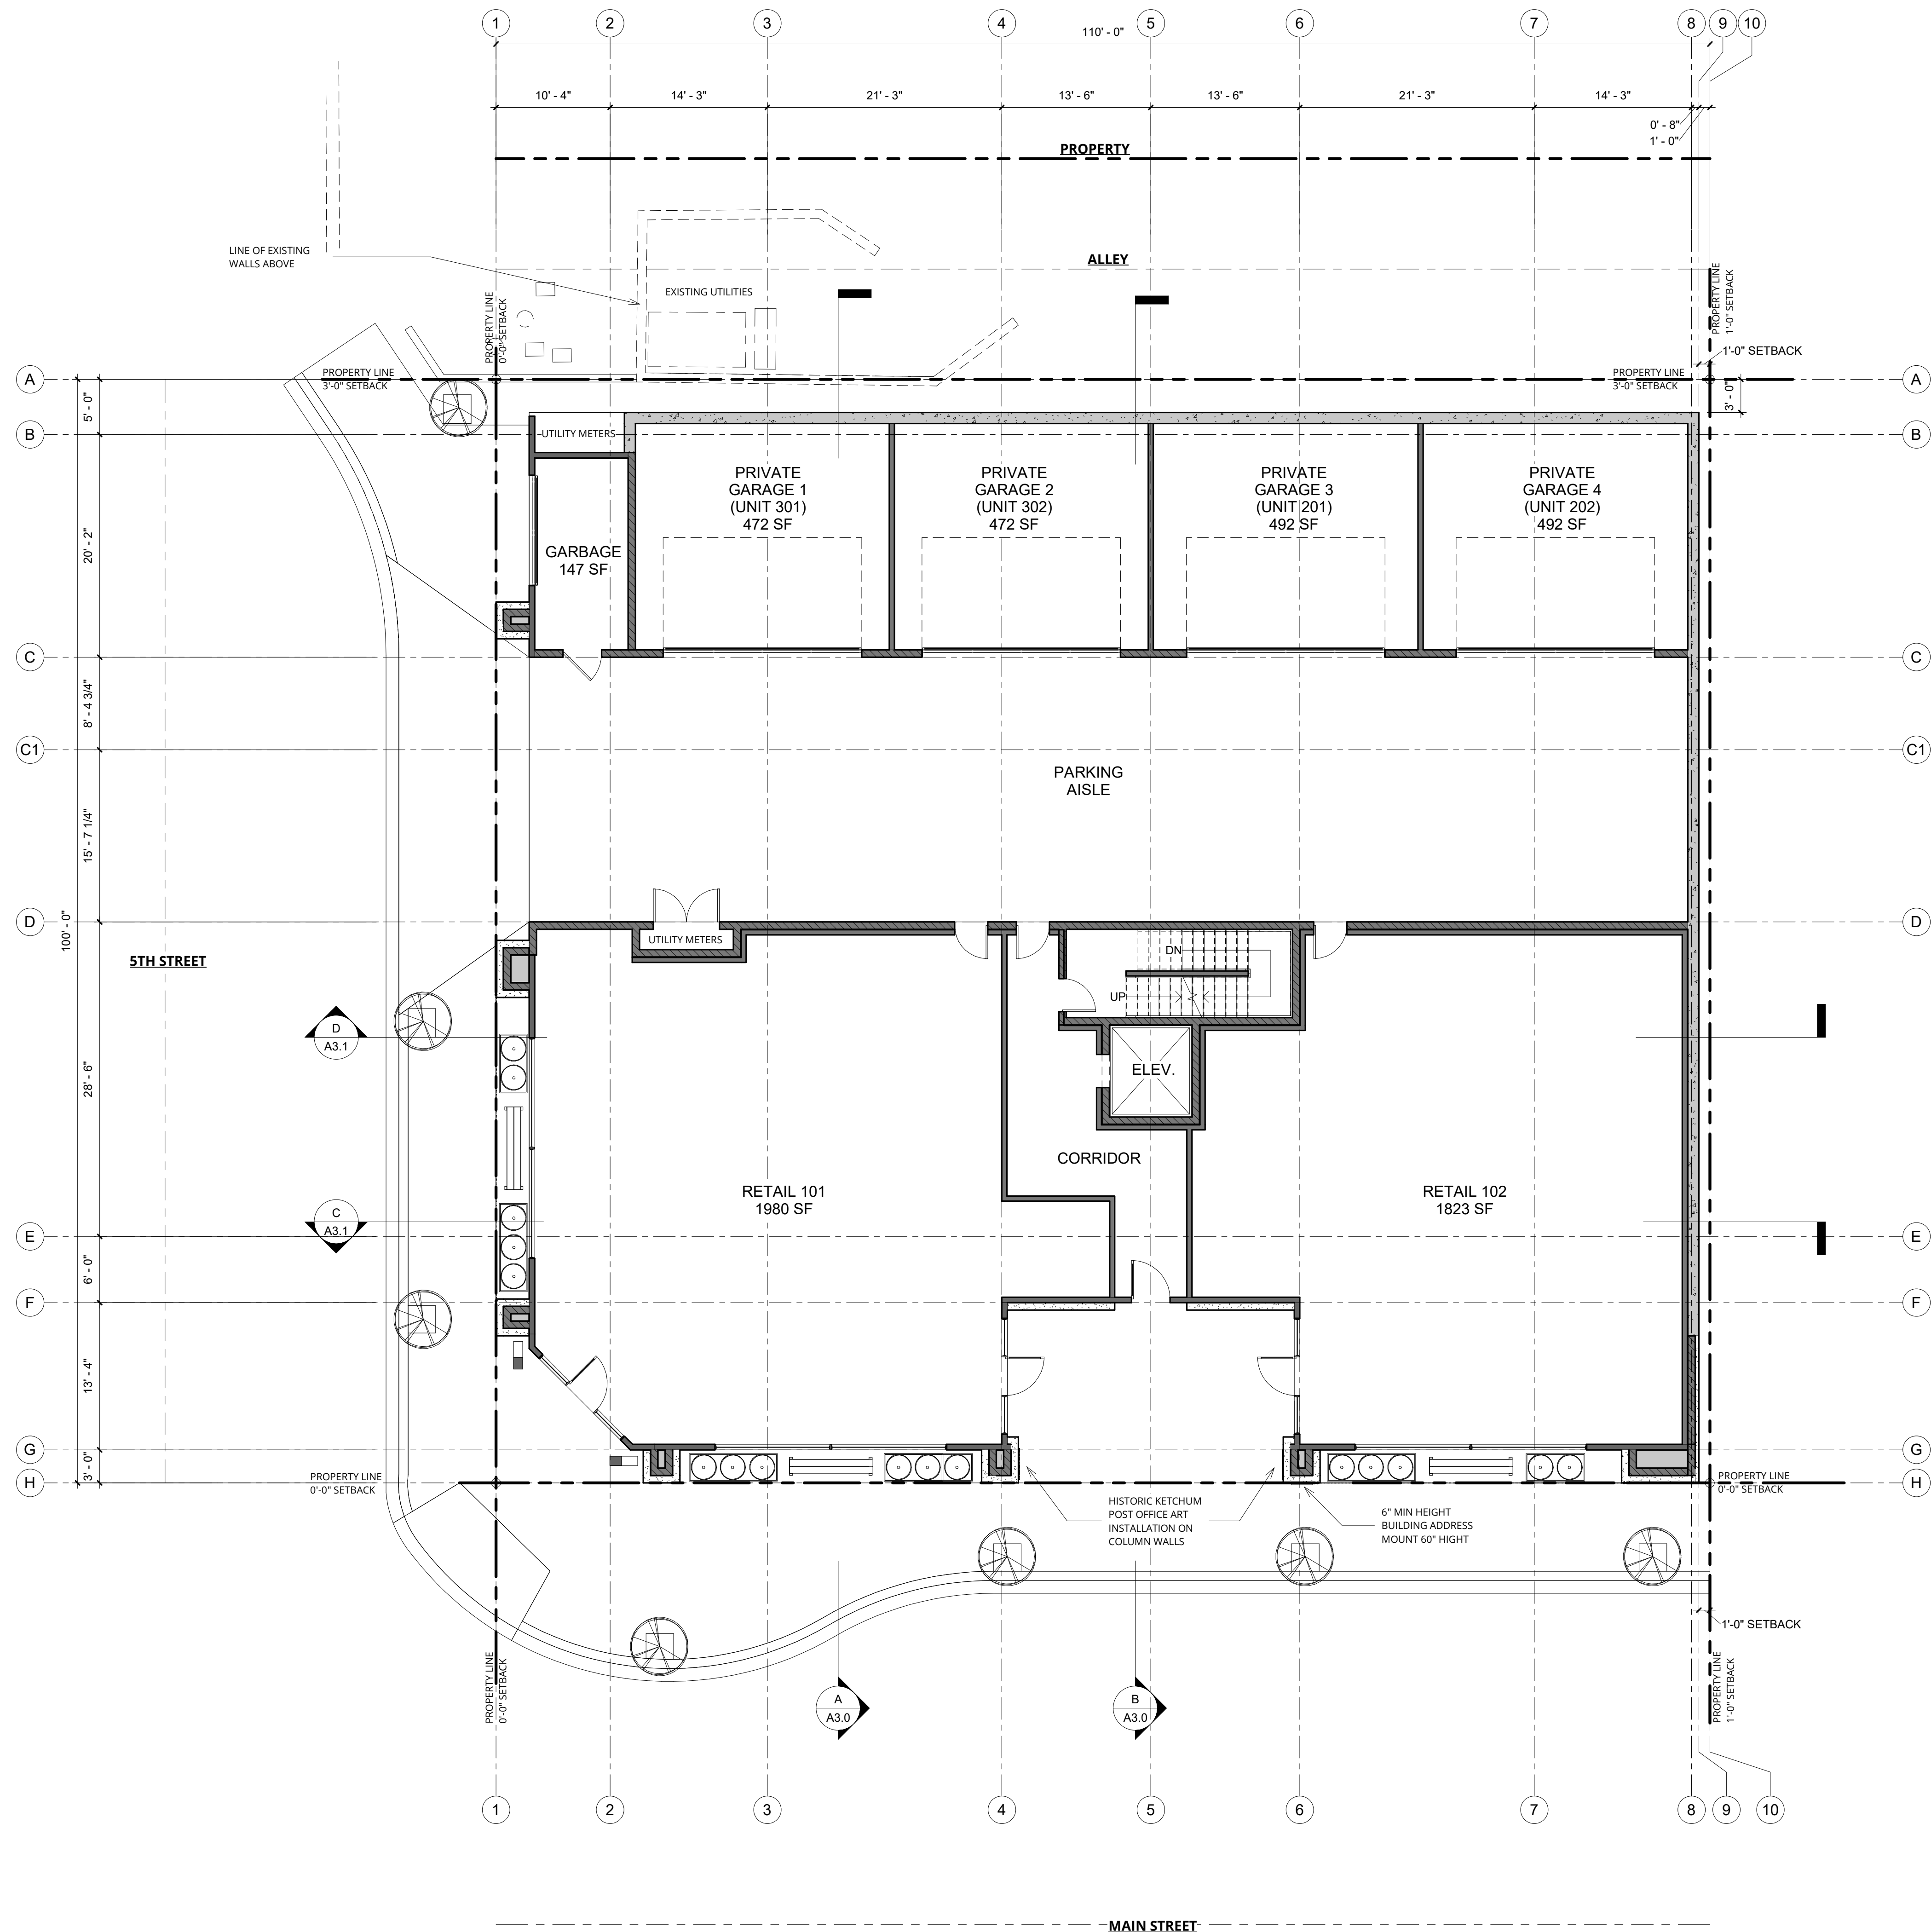 1 2 3 4 5 6 7 8 9 10
110' - 0"
10' - 4" 14' - 3" 21' - 3" 13' - 6" 13' - 6" 21' - 3" 14' - 3"
0' - 8"
1' - 0"
PROPERTY
LINE OF EXISTING
WALLS ABOVE
ALLEY
EXISTING UTILITIES
PROPERTY LINE
0'-0" SETBACK
PROPERTY LINE
1'-0" SETBACK
1'-0" SETBACK
PROPERTY LINE
3'-0" SETBACK
PROPERTY LINE
3'-0" SETBACK
3' - 0"
A A
5' - 0"
B B
UTILITY METERS
PRIVATE
GARAGE 1
(UNIT 301)
472 SF
PRIVATE
GARAGE 2
(UNIT 302)
472 SF
PRIVATE
GARAGE 3
(UNIT 201)
492 SF
PRIVATE
GARAGE 4
(UNIT 202)
492 SF
20' - 2"
GARBAGE
147 SF
C C
8' - 4 3/4"
C1 C1
PARKING
AISLE
15' - 7 1/4"
100' - 0"
D D
UTILITY METERS
DN
UP
5TH STREET
D
A3.1
28' - 6"
ELEV.
CORRIDOR
RETAIL 101
1980 SF
RETAIL 102
1823 SF
C
A3.1
E E
6' - 0"
F F
13' - 4"
G G
3' - 0"
H H
PROPERTY LINE
0'-0" SETBACK
PROPERTY LINE
0'-0" SETBACK
HISTORIC KETCHUM
POST OFFICE ART
INSTALLATION ON
COLUMN WALLS
6" MIN HEIGHT
BUILDING ADDRESS
MOUNT 60" HIGHT
1'-0" SETBACK
PROPERTY LINE
0'-0" SETBACK
PROPERTY LINE
1'-0" SETBACK
A
A3.0
B
A3.0
1 2 3 4 5 6 7 8 9 10
MAIN STREET